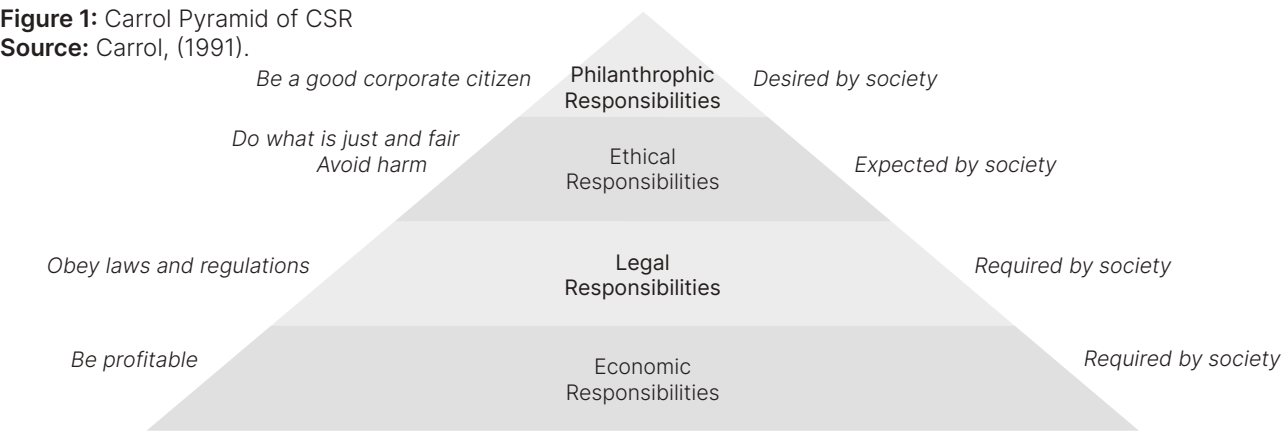 Figure 1: Carrol Pyramid of CSR
Source: Carrol, (1991).
Be a good corporate citizen
Philanthrophic
Responsibilities
Desired by society
Do what is just and fair
Avoid harm
Ethical
Responsibilities
Expected by society
Obey laws and regulations
Legal
Responsibilities
Required by society
Be profitable
Economic
Responsibilities
Required by society